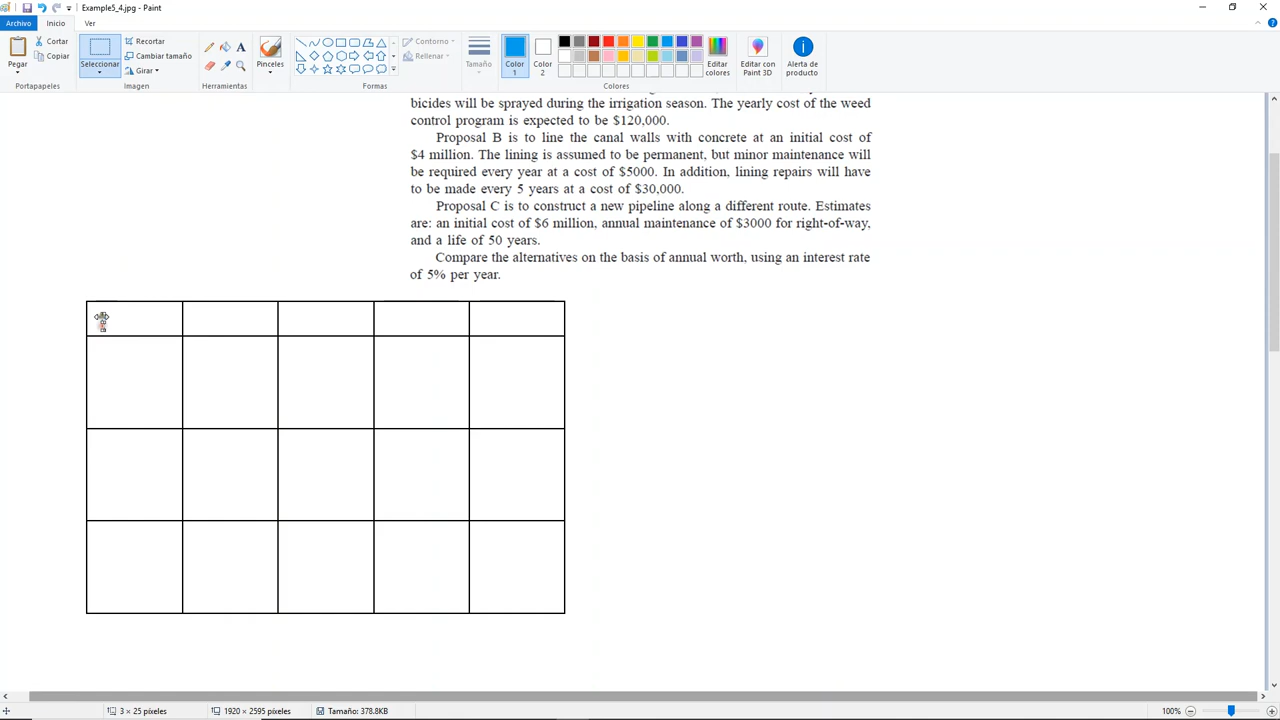 Example5_4.jpg - Paint
Archivo
Inicio
Ver
Pegar
Cortar
Copiar
Portapapeles
Seleccionar
Recortar
Cambiar tamaño
Girar
Imagen
Herramientas
Pinceles
Contorno
Rellenar
Formas
Tamaño
Color 1
Color 2
Colores
Editar colores
Editar con Paint 3D
Alerta de producto
bicides will be sprayed during the irrigation season. The yearly cost of the weed
control program is expected to be $120,000.
Proposal B is to line the canal walls with concrete at an initial cost of
$4 million. The lining is assumed to be permanent, but minor maintenance will
be required every year at a cost of $5000. In addition, lining repairs will have
to be made every 5 years at a cost of $30,000.
Proposal C is to construct a new pipeline along a different route. Estimates
are: an initial cost of $6 million, annual maintenance of $3000 for right-of-way,
and a life of 50 years.
Compare the alternatives on the basis of annual worth, using an interest rate
of 5% per year.
3 × 25 píxeles
1920 × 2595 píxeles
Tamaño: 378.8KB
100%